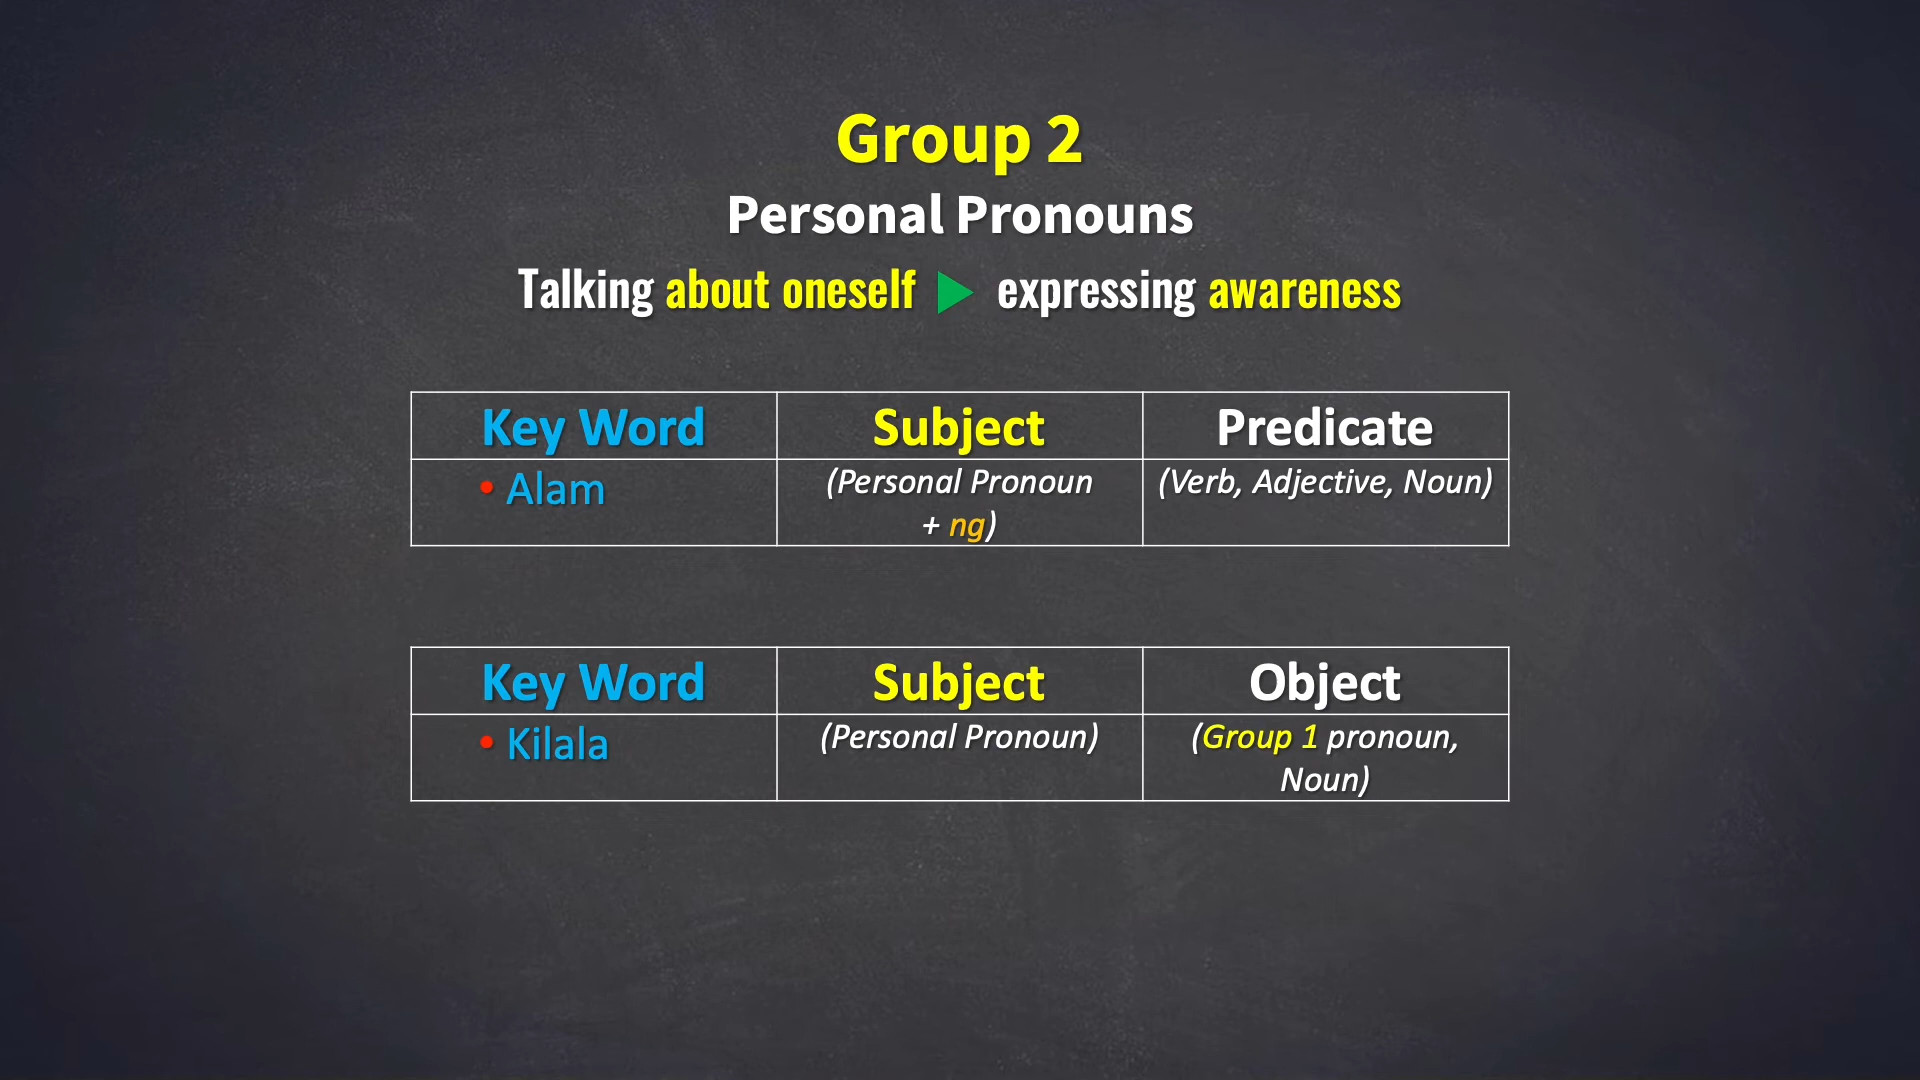 Group 2
Personal Pronouns
Talking about oneself ▶ expressing awareness
Key Word Subject Predicate
• Alam (Personal Pronoun + ng) (Verb, Adjective, Noun)
Key Word Subject Object
• Kilala (Personal Pronoun) (Group 1 pronoun, Noun)